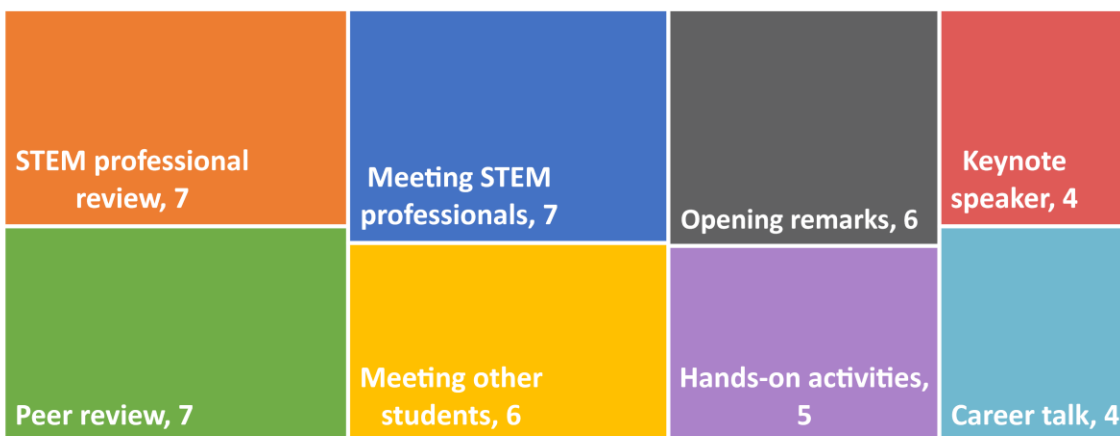 STEM professional
review, 7
Peer review, 7
Meeting STEM
professionals, 7
Meeting other
students, 6
Opening remarks, 6
Hands-on activities,
5
Keynote
speaker, 4
Career talk, 4